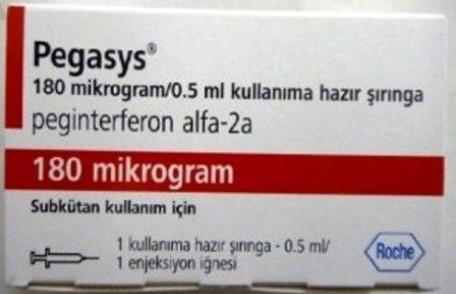 Pegasys®
180 mikrogram/0.5 ml kullanıma hazır şırınga
peginterferon alfa-2a
180 mikrogram
Subkütan kullanım için
1 kullanıma hazır şırınga - 0.5 ml/
1 enjeksiyon iğnesi
Roche